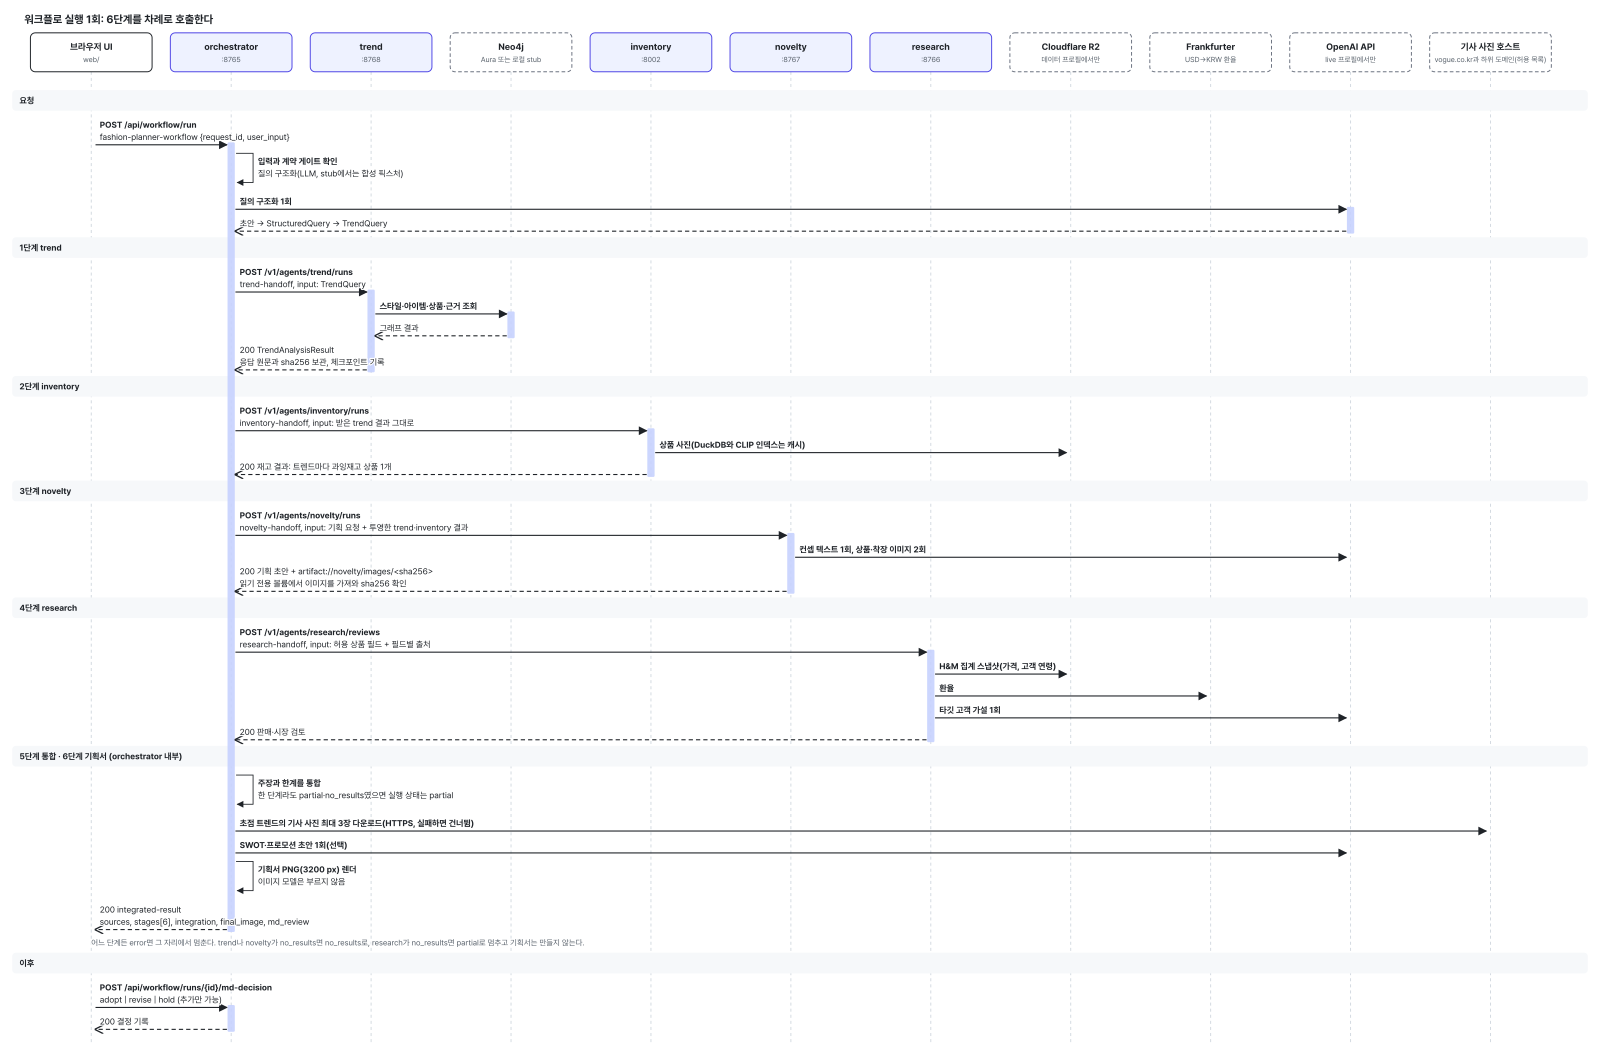 워크플로 실행 1회: 6단계를 차례로 호출한다
브라우저 UI
web/
orchestrator
:8765
trend
:8768
Neo4j
Aura 또는 로컬 stub
inventory
:8002
novelty
:8767
research
:8766
Cloudflare R2
데이터 프로필에서만
Frankfurter
USD→KRW 환율
OpenAI API
live 프로필에서만
기사 사진 호스트
vogue.co.kr과 하위 도메인(허용 목록)
요청
POST /api/workflow/run
fashion-planner-workflow {request_id, user_input}
입력과 계약 게이트 확인
질의 구조화(LLM, stub에서는 합성 픽스처)
질의 구조화 1회
초안 → StructuredQuery → TrendQuery
1단계 trend
POST /v1/agents/trend/runs
trend-handoff, input: TrendQuery
스타일·아이템·상품·근거 조회
그래프 결과
200 TrendAnalysisResult
응답 원문과 sha256 보관, 체크포인트 기록
2단계 inventory
POST /v1/agents/inventory/runs
inventory-handoff, input: 받은 trend 결과 그대로
상품 사진(DuckDB와 CLIP 인덱스는 캐시)
200 재고 결과: 트렌드마다 과잉재고 상품 1개
3단계 novelty
POST /v1/agents/novelty/runs
novelty-handoff, input: 기획 요청 + 투영한 trend·inventory 결과
컨셉 텍스트 1회, 상품·착장 이미지 2회
200 기획 초안 + artifact://novelty/images/<sha256>
읽기 전용 볼륨에서 이미지를 가져와 sha256 확인
4단계 research
POST /v1/agents/research/reviews
research-handoff, input: 허용 상품 필드 + 필드별 출처
H&M 집계 스냅샷(가격, 고객 연령)
환율
타깃 고객 가설 1회
200 판매·시장 검토
5단계 통합 · 6단계 기획서 (orchestrator 내부)
주장과 한계를 통합
한 단계라도 partial·no_results였으면 실행 상태는 partial
초점 트렌드의 기사 사진 최대 3장 다운로드(HTTPS, 실패하면 건너뜀)
SWOT·프로모션 초안 1회(선택)
기획서 PNG(3200 px) 렌더
이미지 모델은 부르지 않음
200 integrated-result
sources, stages[6], integration, final_image, md_review
어느 단계든 error면 그 자리에서 멈춘다. trend나 novelty가 no_results면 no_results로, research가 no_results면 partial로 멈추고 기획서는 만들지 않는다.
이후
POST /api/workflow/runs/{id}/md-decision
adopt | revise | hold (추가만 가능)
200 결정 기록